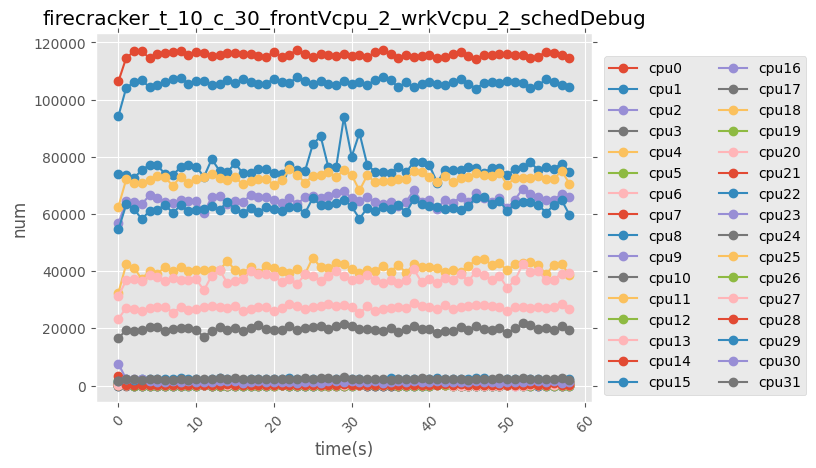 firecracker_t_10_c_30_frontVcpu_2_wrkVcpu_2_schedDebug
120000
100000
80000
60000
40000
20000
0
num
0
10
20
30
40
50
60
time(s)
cpu0
cpu1
cpu2
cpu3
cpu4
cpu5
cpu6
cpu7
cpu8
cpu9
cpu10
cpu11
cpu12
cpu13
cpu14
cpu15
cpu16
cpu17
cpu18
cpu19
cpu20
cpu21
cpu22
cpu23
cpu24
cpu25
cpu26
cpu27
cpu28
cpu29
cpu30
cpu31